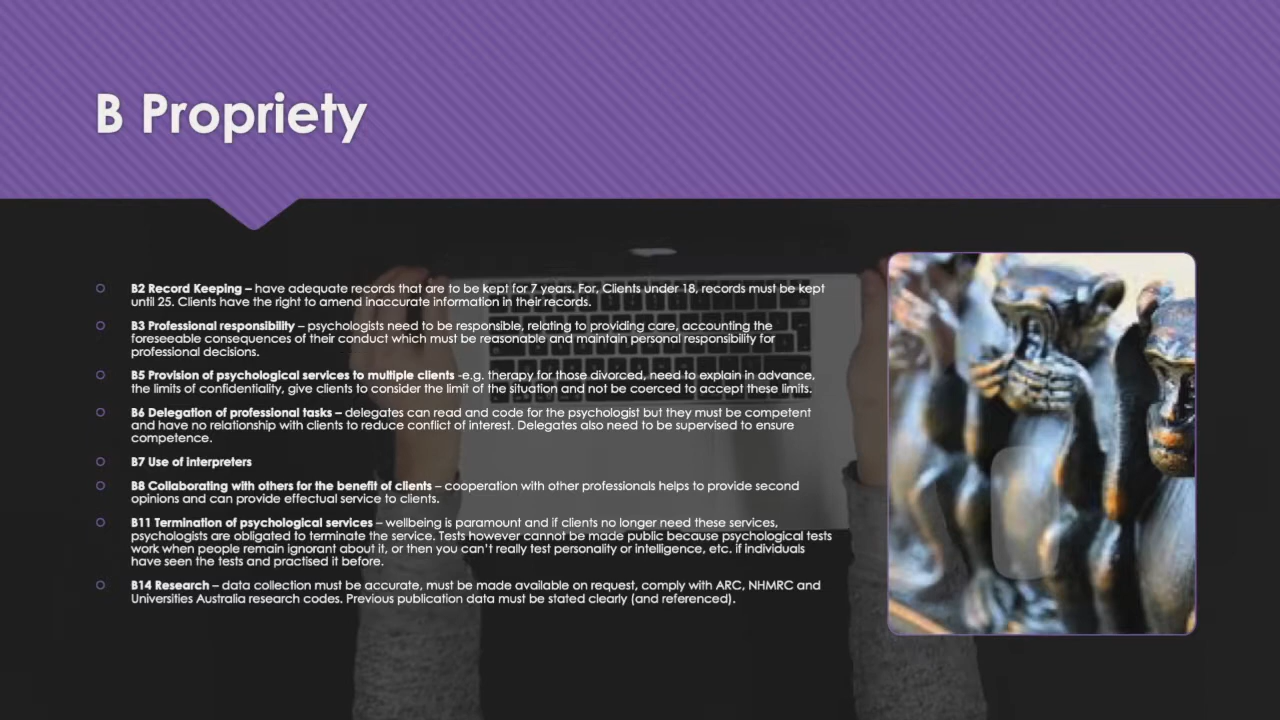 B Propriety
B2 Record Keeping – have adequate records that are to be kept for 7 years. For, Clients under 18, records must be kept
until 25. Clients have the right to amend inaccurate information in their records.
B3 Professional responsibility – psychologists need to be responsible, relating to providing care, accounting the
foreseeable consequences of their conduct which must be reasonable and maintain personal responsibility for
professional decisions.
B5 Provision of psychological services to multiple clients -e.g. therapy for those divorced, need to explain in advance,
the limits of confidentiality, give clients to consider the limit of the situation and not be coerced to accept these limits.
B6 Delegation of professional tasks – delegates can read and code for the psychologist but they must be competent
and have no relationship with clients to reduce conflict of interest. Delegates also need to be supervised to ensure
competence.
B7 Use of interpreters
B8 Collaborating with others for the benefit of clients – cooperation with other professionals helps to provide second
opinions and can provide effectual service to clients.
B11 Termination of psychological services – wellbeing is paramount and if clients no longer need these services,
psychologists are obligated to terminate the service. Tests however cannot be made public because psychological tests
work when people remain ignorant about it, or then you can't really test personality or intelligence, etc. if individuals
have seen the tests and practised it before.
B14 Research – data collection must be accurate, must be made available on request, comply with ARC, NHMRC and
Universities Australia research codes. Previous publication data must be stated clearly (and referenced).